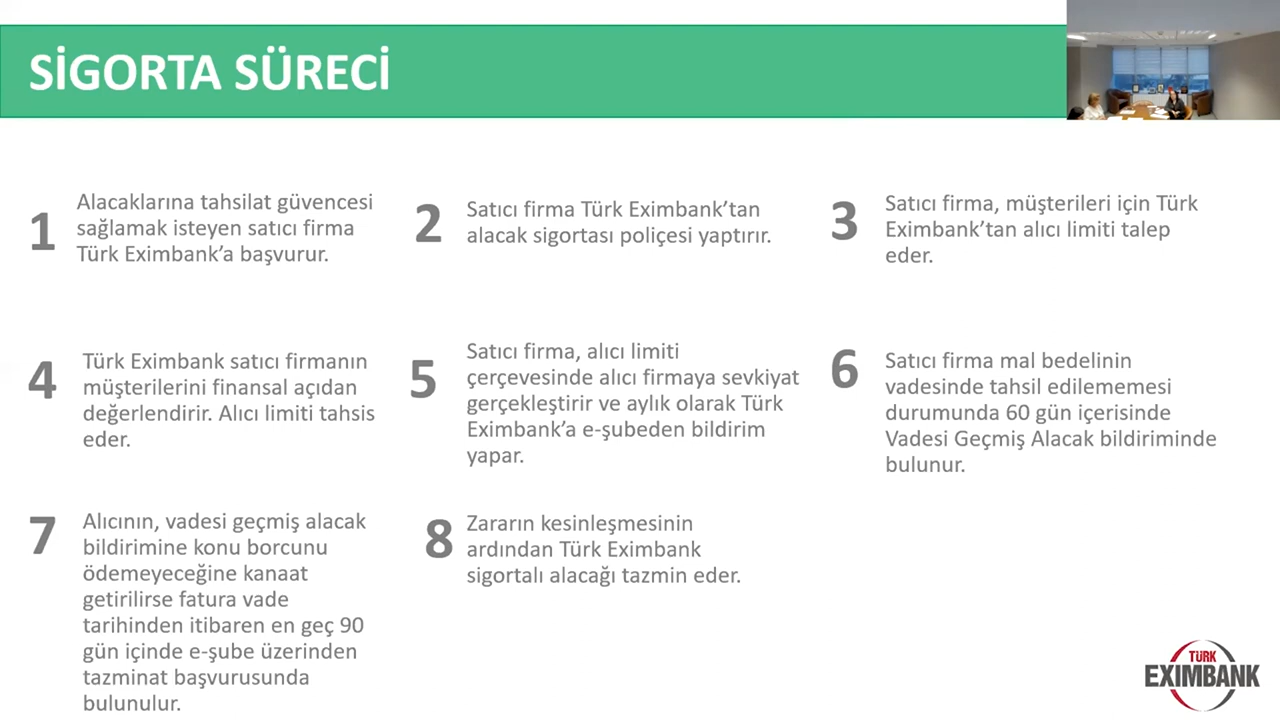 SİGORTA SÜRECİ
1
Alacaklarına tahsilat güvencesi
sağlamak isteyen satıcı firma
Türk Eximbank’a başvurur.
2
Satıcı firma Türk Eximbank’tan
alacak sigortası poliçesi yaptırır.
3
Satıcı firma, müşterileri için Türk
Eximbank’tan alıcı limiti talep
eder.
4
Türk Eximbank satıcı firmanın
müşterilerini finansal açıdan
değerlendirir. Alıcı limiti tahsis
eder.
5
Satıcı firma, alıcı limiti
çerçevesinde alıcı firmaya sevkiyat
gerçekleştirir ve aylık olarak Türk
Eximbank’a e-şubeden bildirim
yapar.
6
Satıcı firma mal bedelinin
vadesinde tahsil edilememesi
durumunda 60 gün içerisinde
Vadesi Geçmiş Alacak bildiriminde
bulunur.
7
Alıcının, vadesi geçmiş alacak
bildirimine konu borcunu
ödemeyeceğine kanaat
getirilirse fatura vade
tarihinden itibaren en geç 90
gün içinde e-şube üzerinden
tazminat başvurusunda
bulunulur.
8
Zararın kesinleşmesinin
ardından Türk Eximbank
sigortalı alacağı tazmin eder.
TÜRK
EXIMBANK